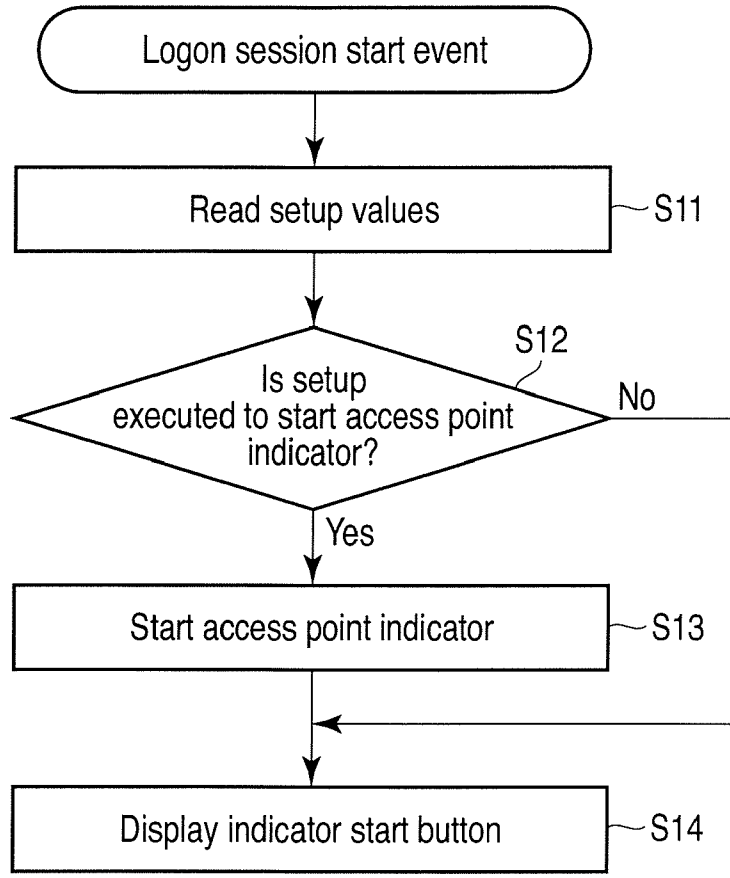 Logon session start event
Read setup values
S11
S12
Is setup
executed to start access point
indicator?
No
Yes
Start access point indicator
S13
Display indicator start button
S14